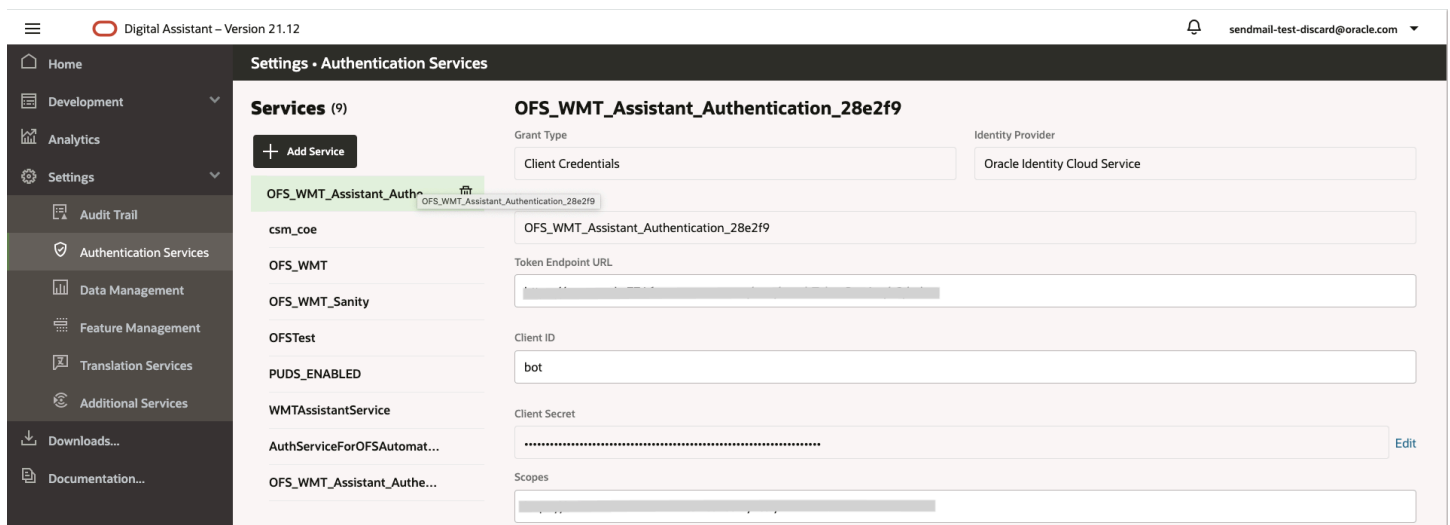 Digital Assistant – Version 21.12
sendmail-test-discard@oracle.com
Home
Development
Analytics
Settings
Audit Trail
Authentication Services
Data Management
Feature Management
Translation Services
Additional Services
Downloads...
Documentation...
Settings • Authentication Services
Services (9)
Add Service
OFS_WMT_Assistant_Authe...
OFS_WMT_Assistant_Authentication_28e2f9
csm_coe
OFS_WMT
OFS_WMT_Sanity
OFSTest
PUDS_ENABLED
WMTAssistantService
AuthServiceForOFSAutomat...
OFS_WMT_Assistant_Authe...
OFS_WMT_Assistant_Authentication_28e2f9
Grant Type
Identity Provider
Client Credentials
Oracle Identity Cloud Service
OFS_WMT_Assistant_Authentication_28e2f9
Token Endpoint URL
Client ID
bot
Client Secret
Edit
Scopes